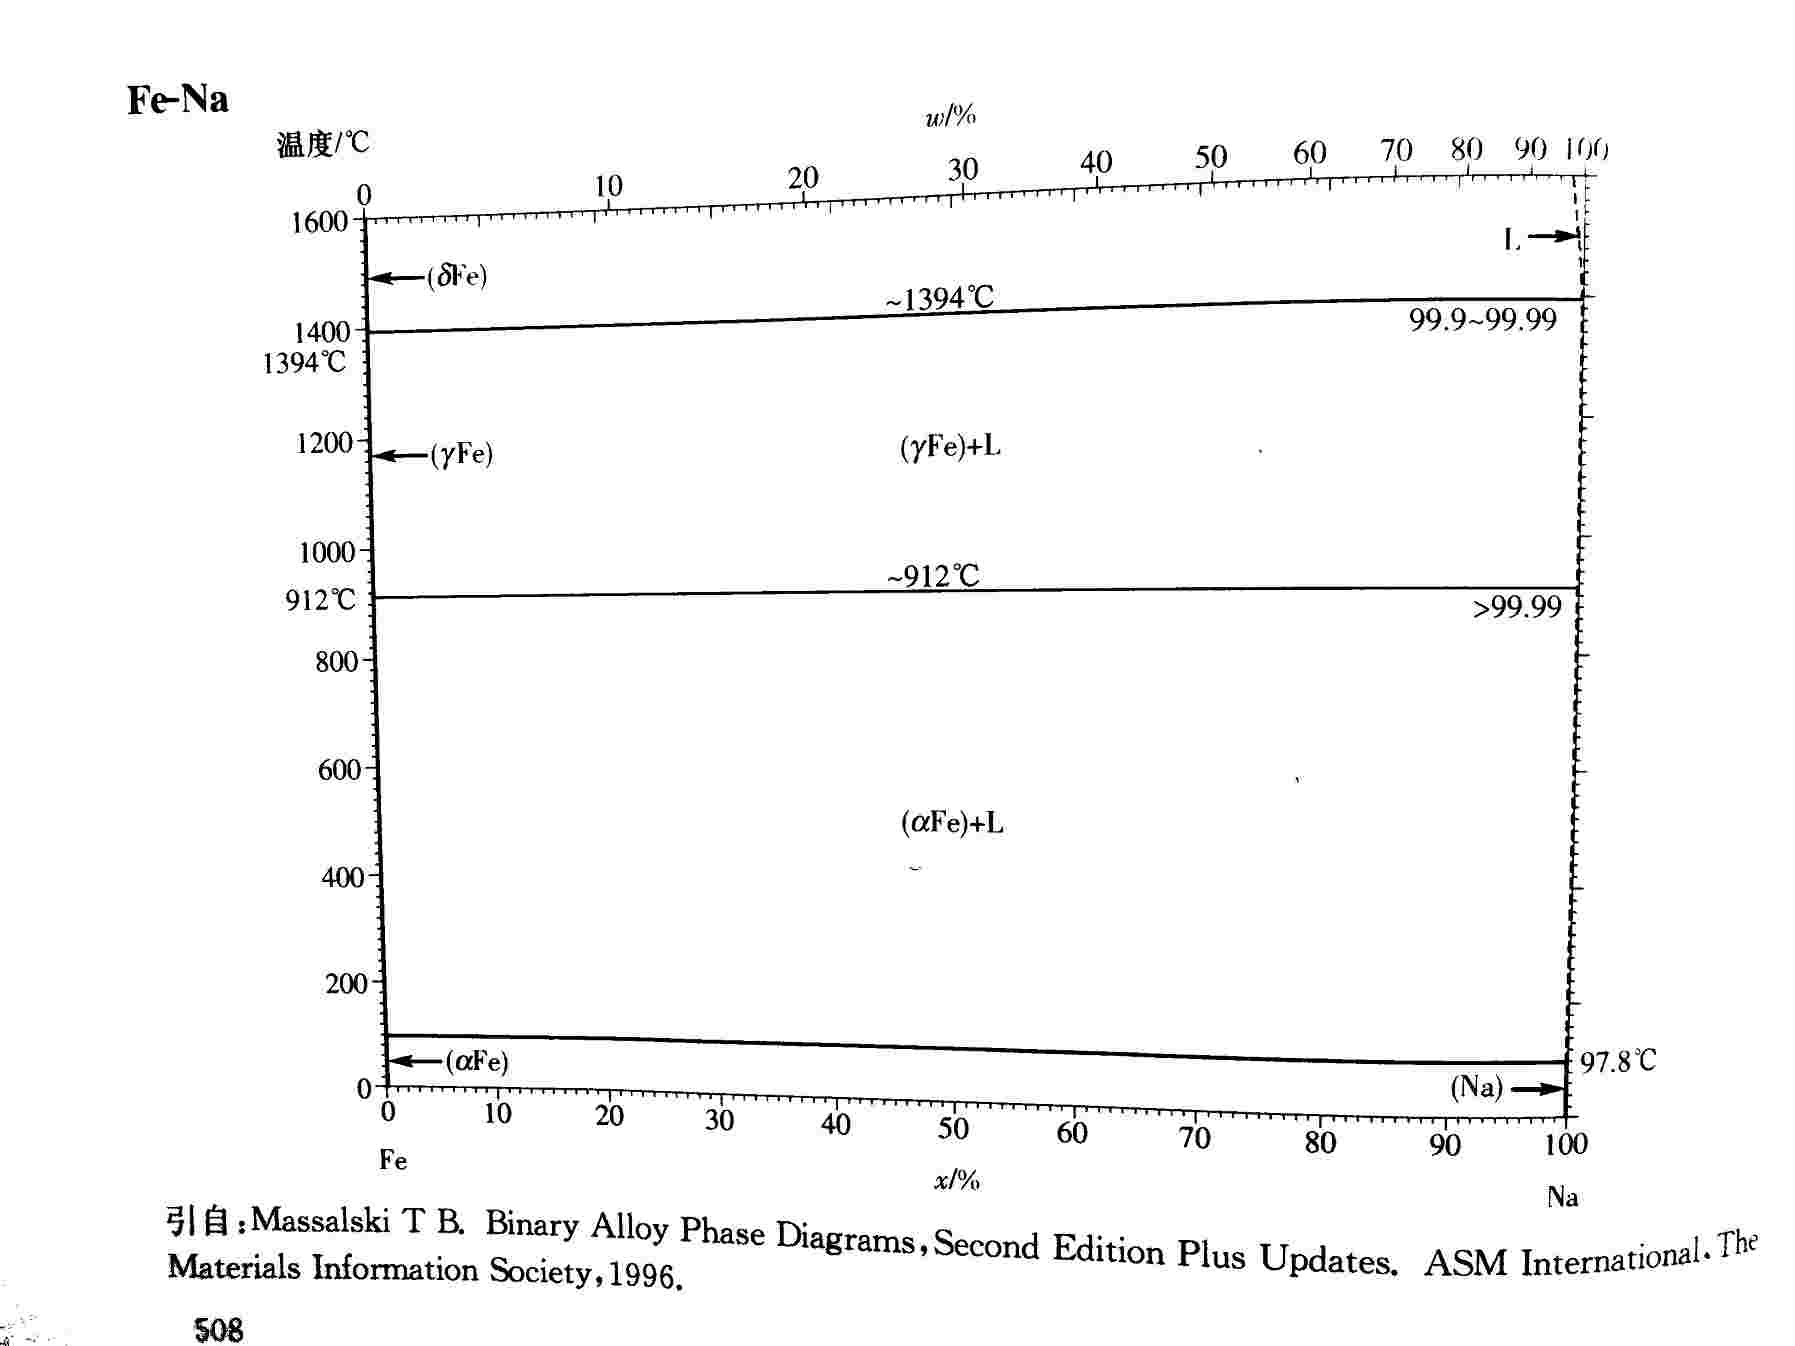 Fe-Na
w/%
温度/℃
0 10 20 30 40 50 60 70 80 90 100
1600
L
(δFe)
~1394℃
1400
99.9~99.99
1394℃
1200
(γFe)
(γFe)+L
1000
~912℃
912℃
>99.99
800
600
(αFe)+L
400
200
(αFe)
97.8℃
(Na)
0
0 10 20 30 40 50 60 70 80 90 100
Fe
x/%
Na
引自:Massalski T B. Binary Alloy Phase Diagrams,Second Edition Plus Updates. ASM International. The
Materials Information Society,1996.
508